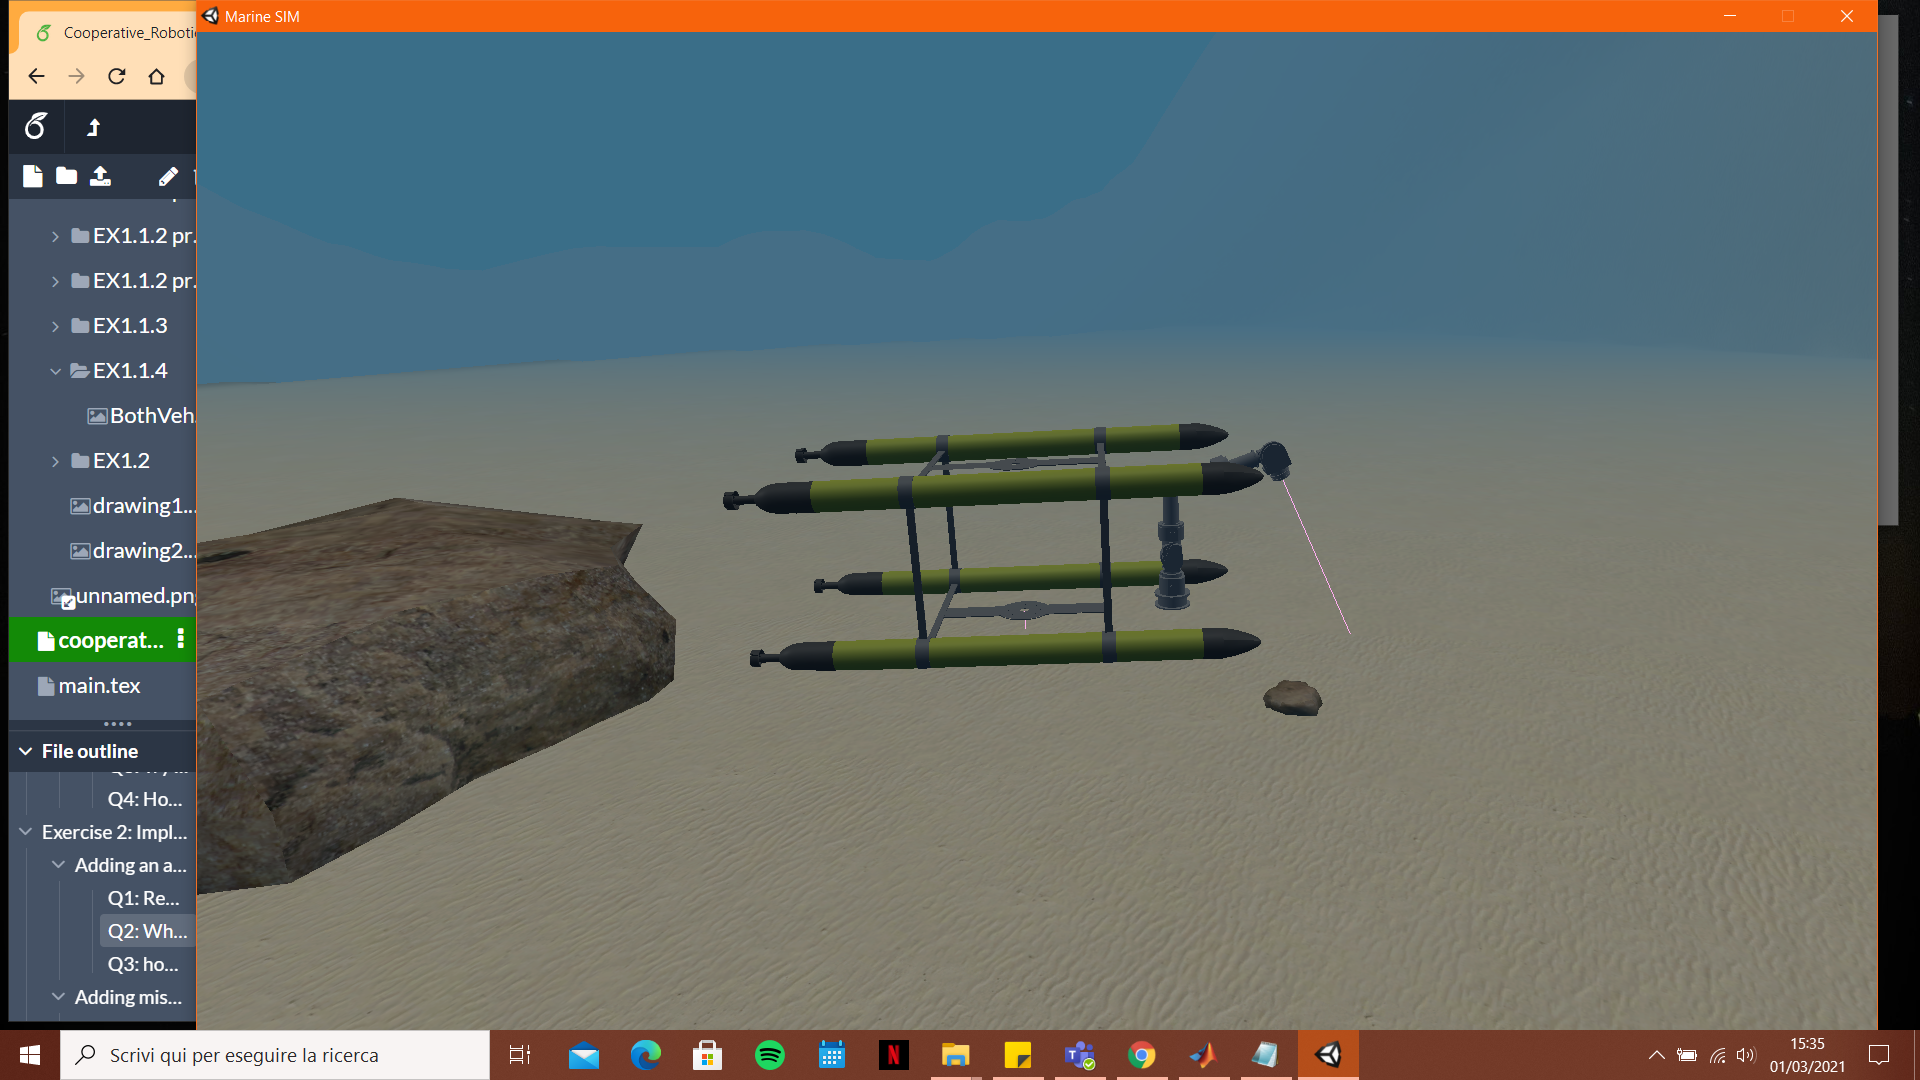 Marine SIM
Cooperative_Roboti
EX1.1.2 pr.
EX1.1.2 pr.
EX1.1.3
EX1.1.4
BothVeh
EX1.2
drawing1...
drawing2...
unnamed.pn
cooperat...
main.tex
File outline
Q4: Ho...
Exercise 2: Impl...
Adding an a...
Q1: Re...
Q2: Wh...
Q3: ho...
Adding mis...
Scrivi qui per eseguire la ricerca
15:35
01/03/2021